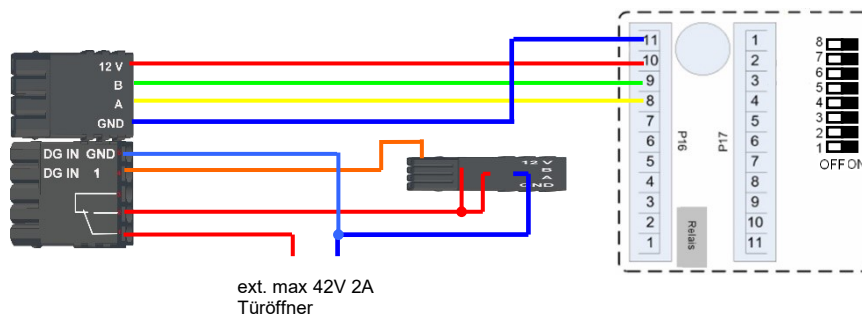 12 V
B
A
GND
DG IN GND
DG IN 1
12 V
B
A
GND
ext. max 42V 2A
Türöffner
11
10
9
8
7
6
5
4
3
2
1
P16
Relais
P17
1
2
3
4
5
6
7
8
9
10
11
8
7
6
5
4
3
2
1
OFF ON